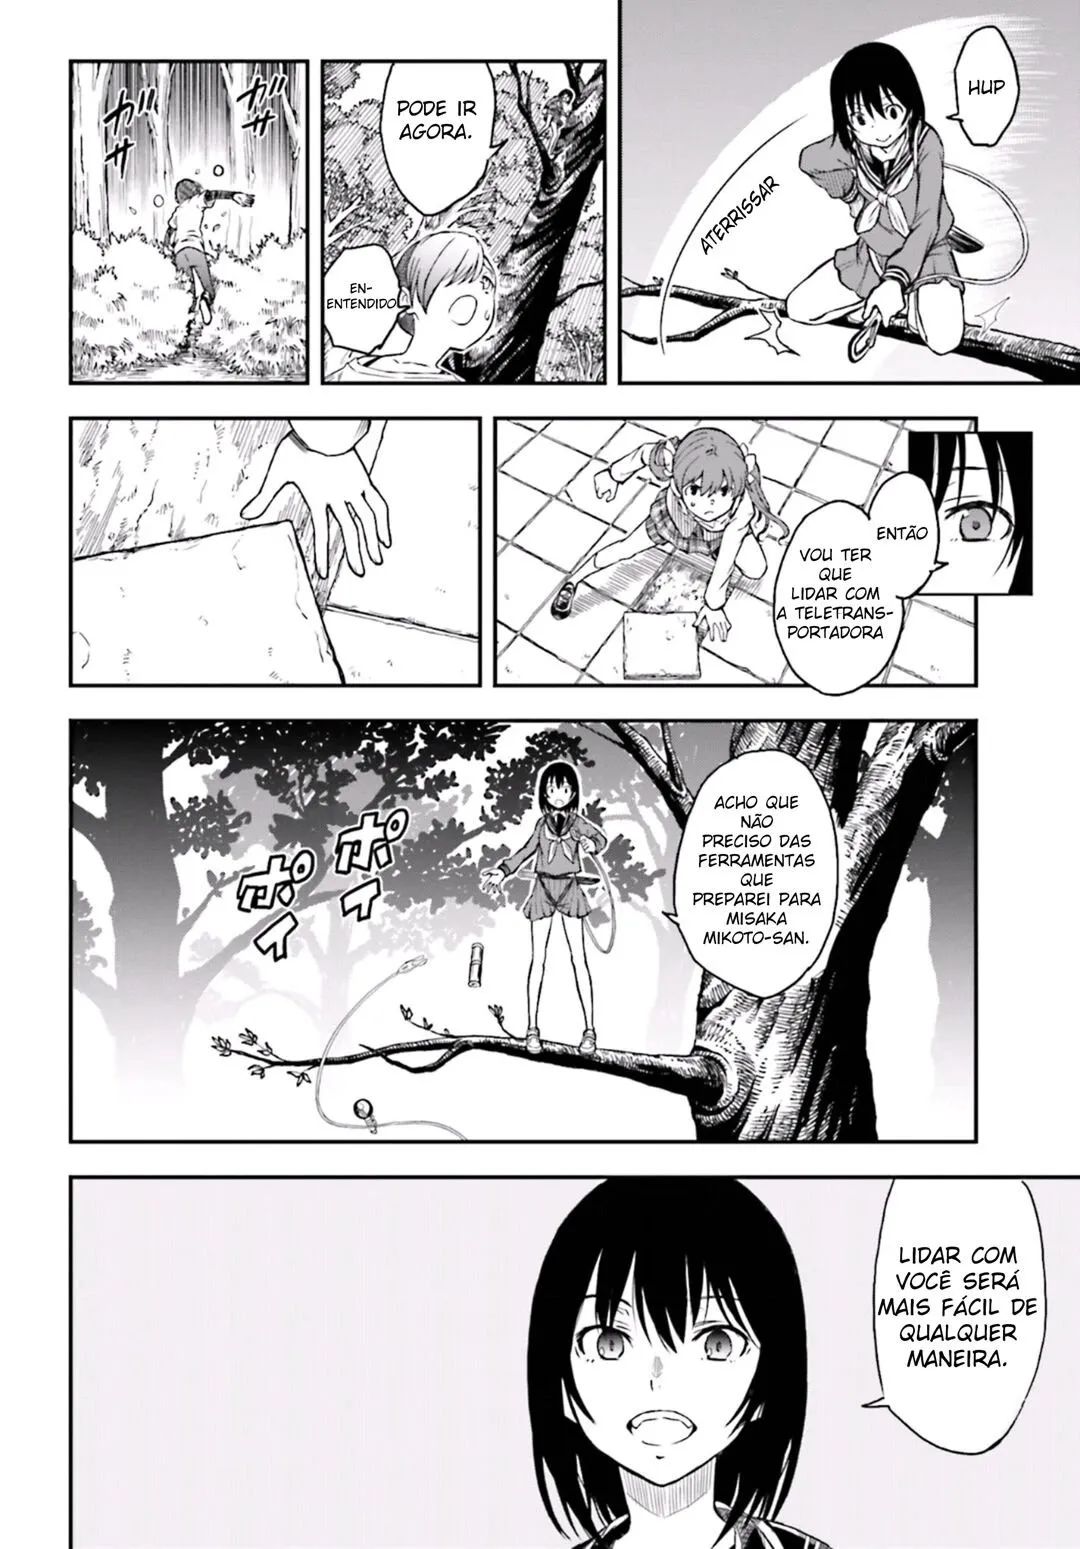 HUP
ATERRISSAR
PODE IR
AGORA.
EN-
ENTENDIDO
ガサッ
ガサッ
ENTÃO
VOU TER
QUE
LIDAR COM
A TELETRANS-
PORTADORA
ACHO QUE
NÃO
PRECISO DAS
FERRAMENTAS
QUE
PREPAREI PARA
MISAKA
MIKOTO-SAN.
ポイ
ポイ
LIDAR COM
VOCÊ SERÁ
MAIS FÁCIL DE
QUALQUER
MANEIRA.